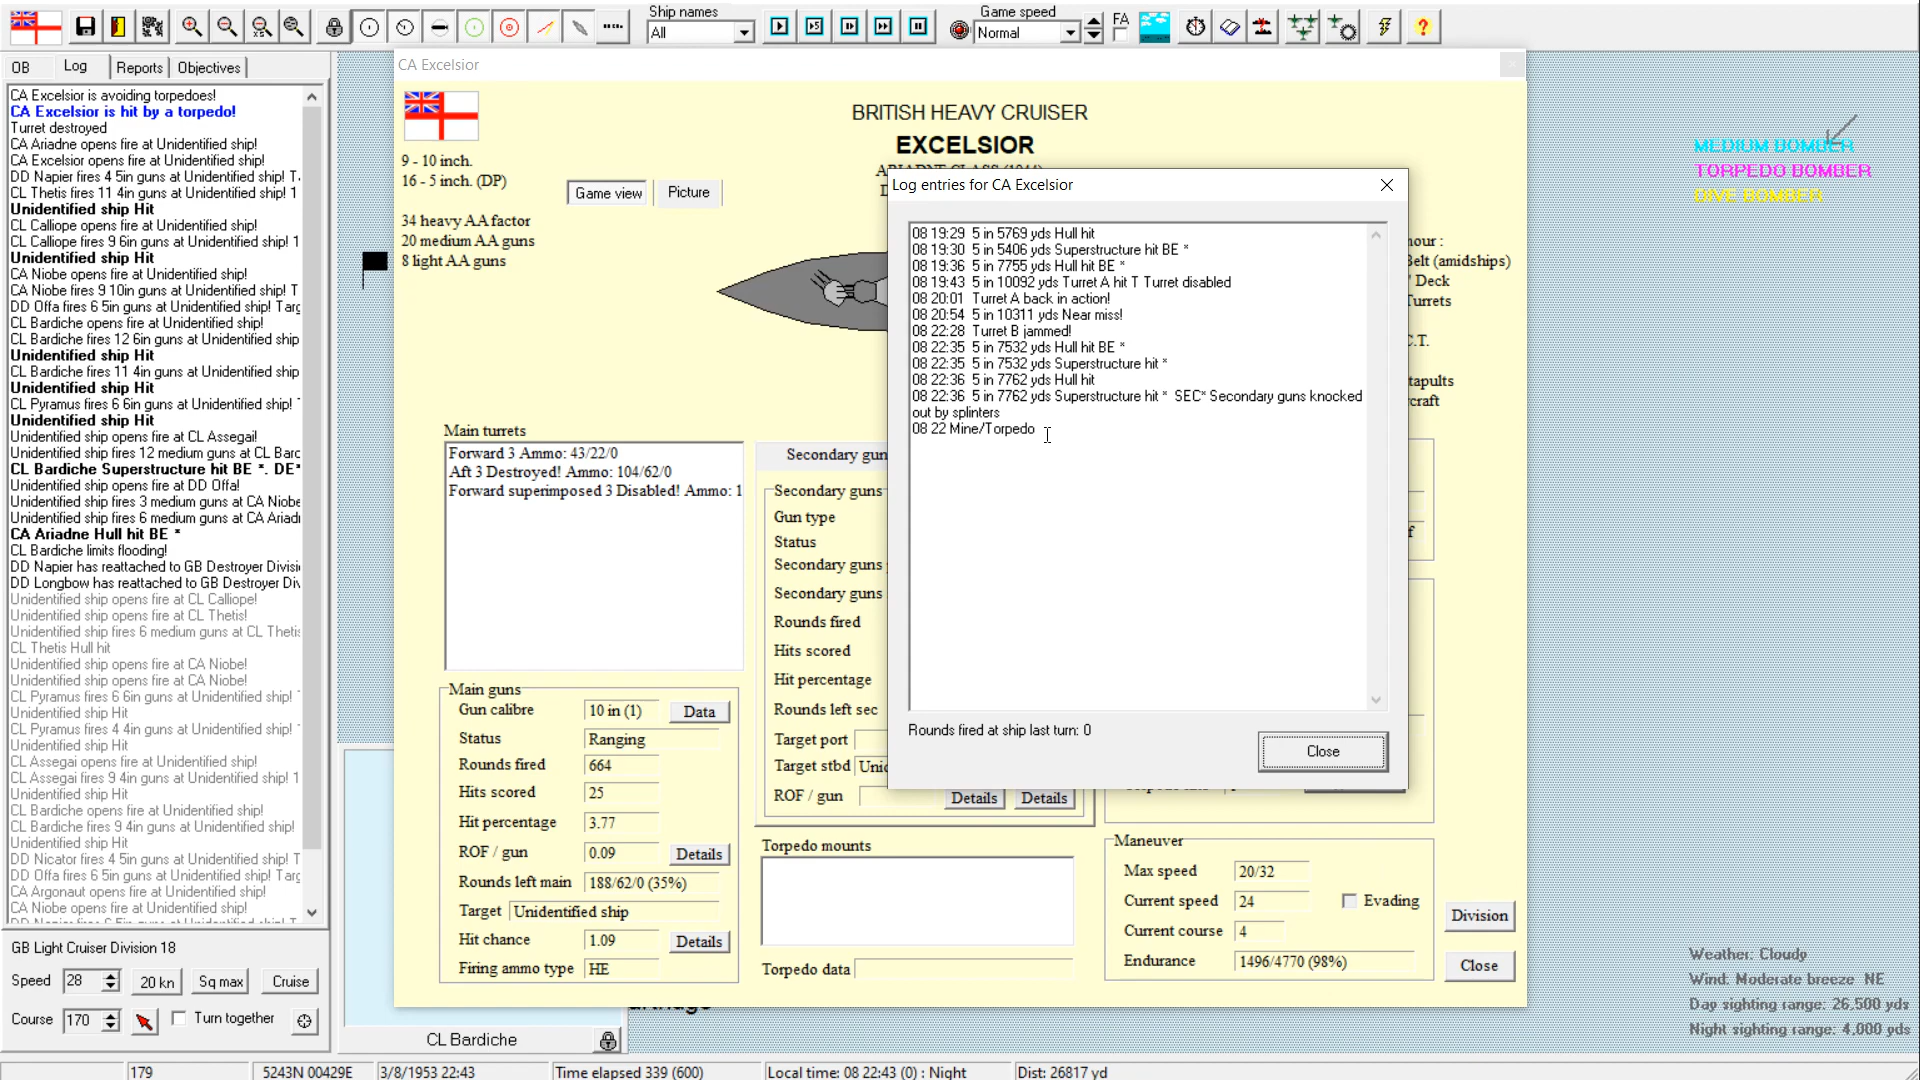 Ship names
All
Game speed
Normal
FA
OB
Log
Reports
Objectives
CA Excelsior is avoiding torpedoes!
CA Excelsior is hit by a torpedo!
Turret destroyed
CA Ariadne opens fire at Unidentified ship!
CA Excelsior opens fire at Unidentified ship!
DD Napier fires 4 5in guns at Unidentified ship! T.
CL Thetis fires 11 4in guns at Unidentified ship! 1
Unidentified ship Hit
CL Calliope opens fire at Unidentified ship!
CL Calliope fires 9 6in guns at Unidentified ship! 1
Unidentified ship Hit
CA Niobe opens fire at Unidentified ship!
CA Niobe fires 9 10in guns at Unidentified ship! T
DD Offa fires 6 5in guns at Unidentified ship! Targ
CL Bardiche opens fire at Unidentified ship!
CL Bardiche fires 12 6in guns at Unidentified ship
Unidentified ship Hit
CL Bardiche fires 11 4in guns at Unidentified ship
Unidentified ship Hit
CL Pyramus fires 6 6in guns at Unidentified ship!
Unidentified ship Hit
Unidentified ship opens fire at CL Assegai!
Unidentified ship fires 12 medium guns at CL Barc
CL Bardiche Superstructure hit BE *. DE*
Unidentified ship opens fire at DD Offa!
Unidentified ship fires 3 medium guns at CA Niobe
Unidentified ship fires 6 medium guns at CA Ariadi
CA Ariadne Hull hit BE *
CL Bardiche limits flooding!
DD Napier has reattached to GB Destroyer Divisi
DD Longbow has reattached to GB Destroyer Div
Unidentified ship opens fire at CL Calliope!
Unidentified ship opens fire at CL Thetis!
Unidentified ship fires 6 medium guns at CL Thetis
CL Thetis Hull hit
Unidentified ship opens fire at CA Niobe!
Unidentified ship opens fire at CA Niobe!
CL Pyramus fires 6 6in guns at Unidentified ship!
Unidentified ship Hit
CL Pyramus fires 4 4in guns at Unidentified ship!
Unidentified ship Hit
CL Assegai opens fire at Unidentified ship!
CL Assegai fires 9 4in guns at Unidentified ship! 1
Unidentified ship Hit
CL Bardiche opens fire at Unidentified ship!
CL Bardiche fires 9 4in guns at Unidentified ship!
Unidentified ship Hit
DD Nicator fires 4 5in guns at Unidentified ship! T
DD Offa fires 6 5in guns at Unidentified ship! Targ
CA Argonaut opens fire at Unidentified ship!
CA Niobe opens fire at Unidentified ship!
GB Light Cruiser Division 18
Speed 28 20 kn Sq max Cruise
Course 170 Turn together
CA Excelsior
BRITISH HEAVY CRUISER
EXCELSIOR
9 - 10 inch.
16 - 5 inch. (DP)
Game view
Picture
34 heavy AA factor
20 medium AA guns
8 light AA guns
Log entries for CA Excelsior
08 19:29 5 in 5769 yds Hull hit
08 19:30 5 in 5406 yds Superstructure hit BE *
08 19:36 5 in 7755 yds Hull hit BE *
08 19:43 5 in 10092 yds Turret A hit T Turret disabled
08 20:01 Turret A back in action!
08 20:54 5 in 10311 yds Near miss!
08 22:28 Turret B jammed!
08 22:35 5 in 7532 yds Hull hit BE *
08 22:35 5 in 7532 yds Superstructure hit *
08 22:36 5 in 7762 yds Hull hit
08 22:36 5 in 7762 yds Superstructure hit * SEC* Secondary guns knocked
out by splinters
08 22 Mine/Torpedo
Rounds fired at ship last turn: 0
Close
Belt (amidships)
Deck
C.T.
Main turrets
Forward 3 Ammo: 43/22/0
Aft 3 Destroyed! Ammo: 104/62/0
Forward superimposed 3 Disabled! Ammo: 1
Main guns
Gun calibre 10 in (1) Data
Status Ranging
Rounds fired 664
Hits scored 25
Hit percentage 3.77
ROF / gun 0.09 Details
Rounds left main 188/62/0 (35%)
Target Unidentified ship
Hit chance 1.09 Details
Firing ammo type HE
Secondary gun
Secondary guns
Gun type
Status
Secondary guns
Secondary guns
Rounds fired
Hits scored
Hit percentage
Rounds left sec
Target port
Target stbd Unic
ROF / gun Details Details
Torpedo mounts
Torpedo data
Maneuver
Max speed 20/32
Current speed 24 Evading
Current course 4
Endurance 1496/4770 (98%)
Division
Close
CL Bardiche
MEDIUM BOMBER
TORPEDO BOMBER
DIVE BOMBER
Weather: Cloudy
Wind: Moderate breeze NE
Day sighting range: 26,500 yds
Night sighting range: 4,000 yds
179
5243N 00429E
3/8/1953 22:43
Time elapsed 339 (600)
Local time: 08 22:43 (0) : Night
Dist: 26817 yd